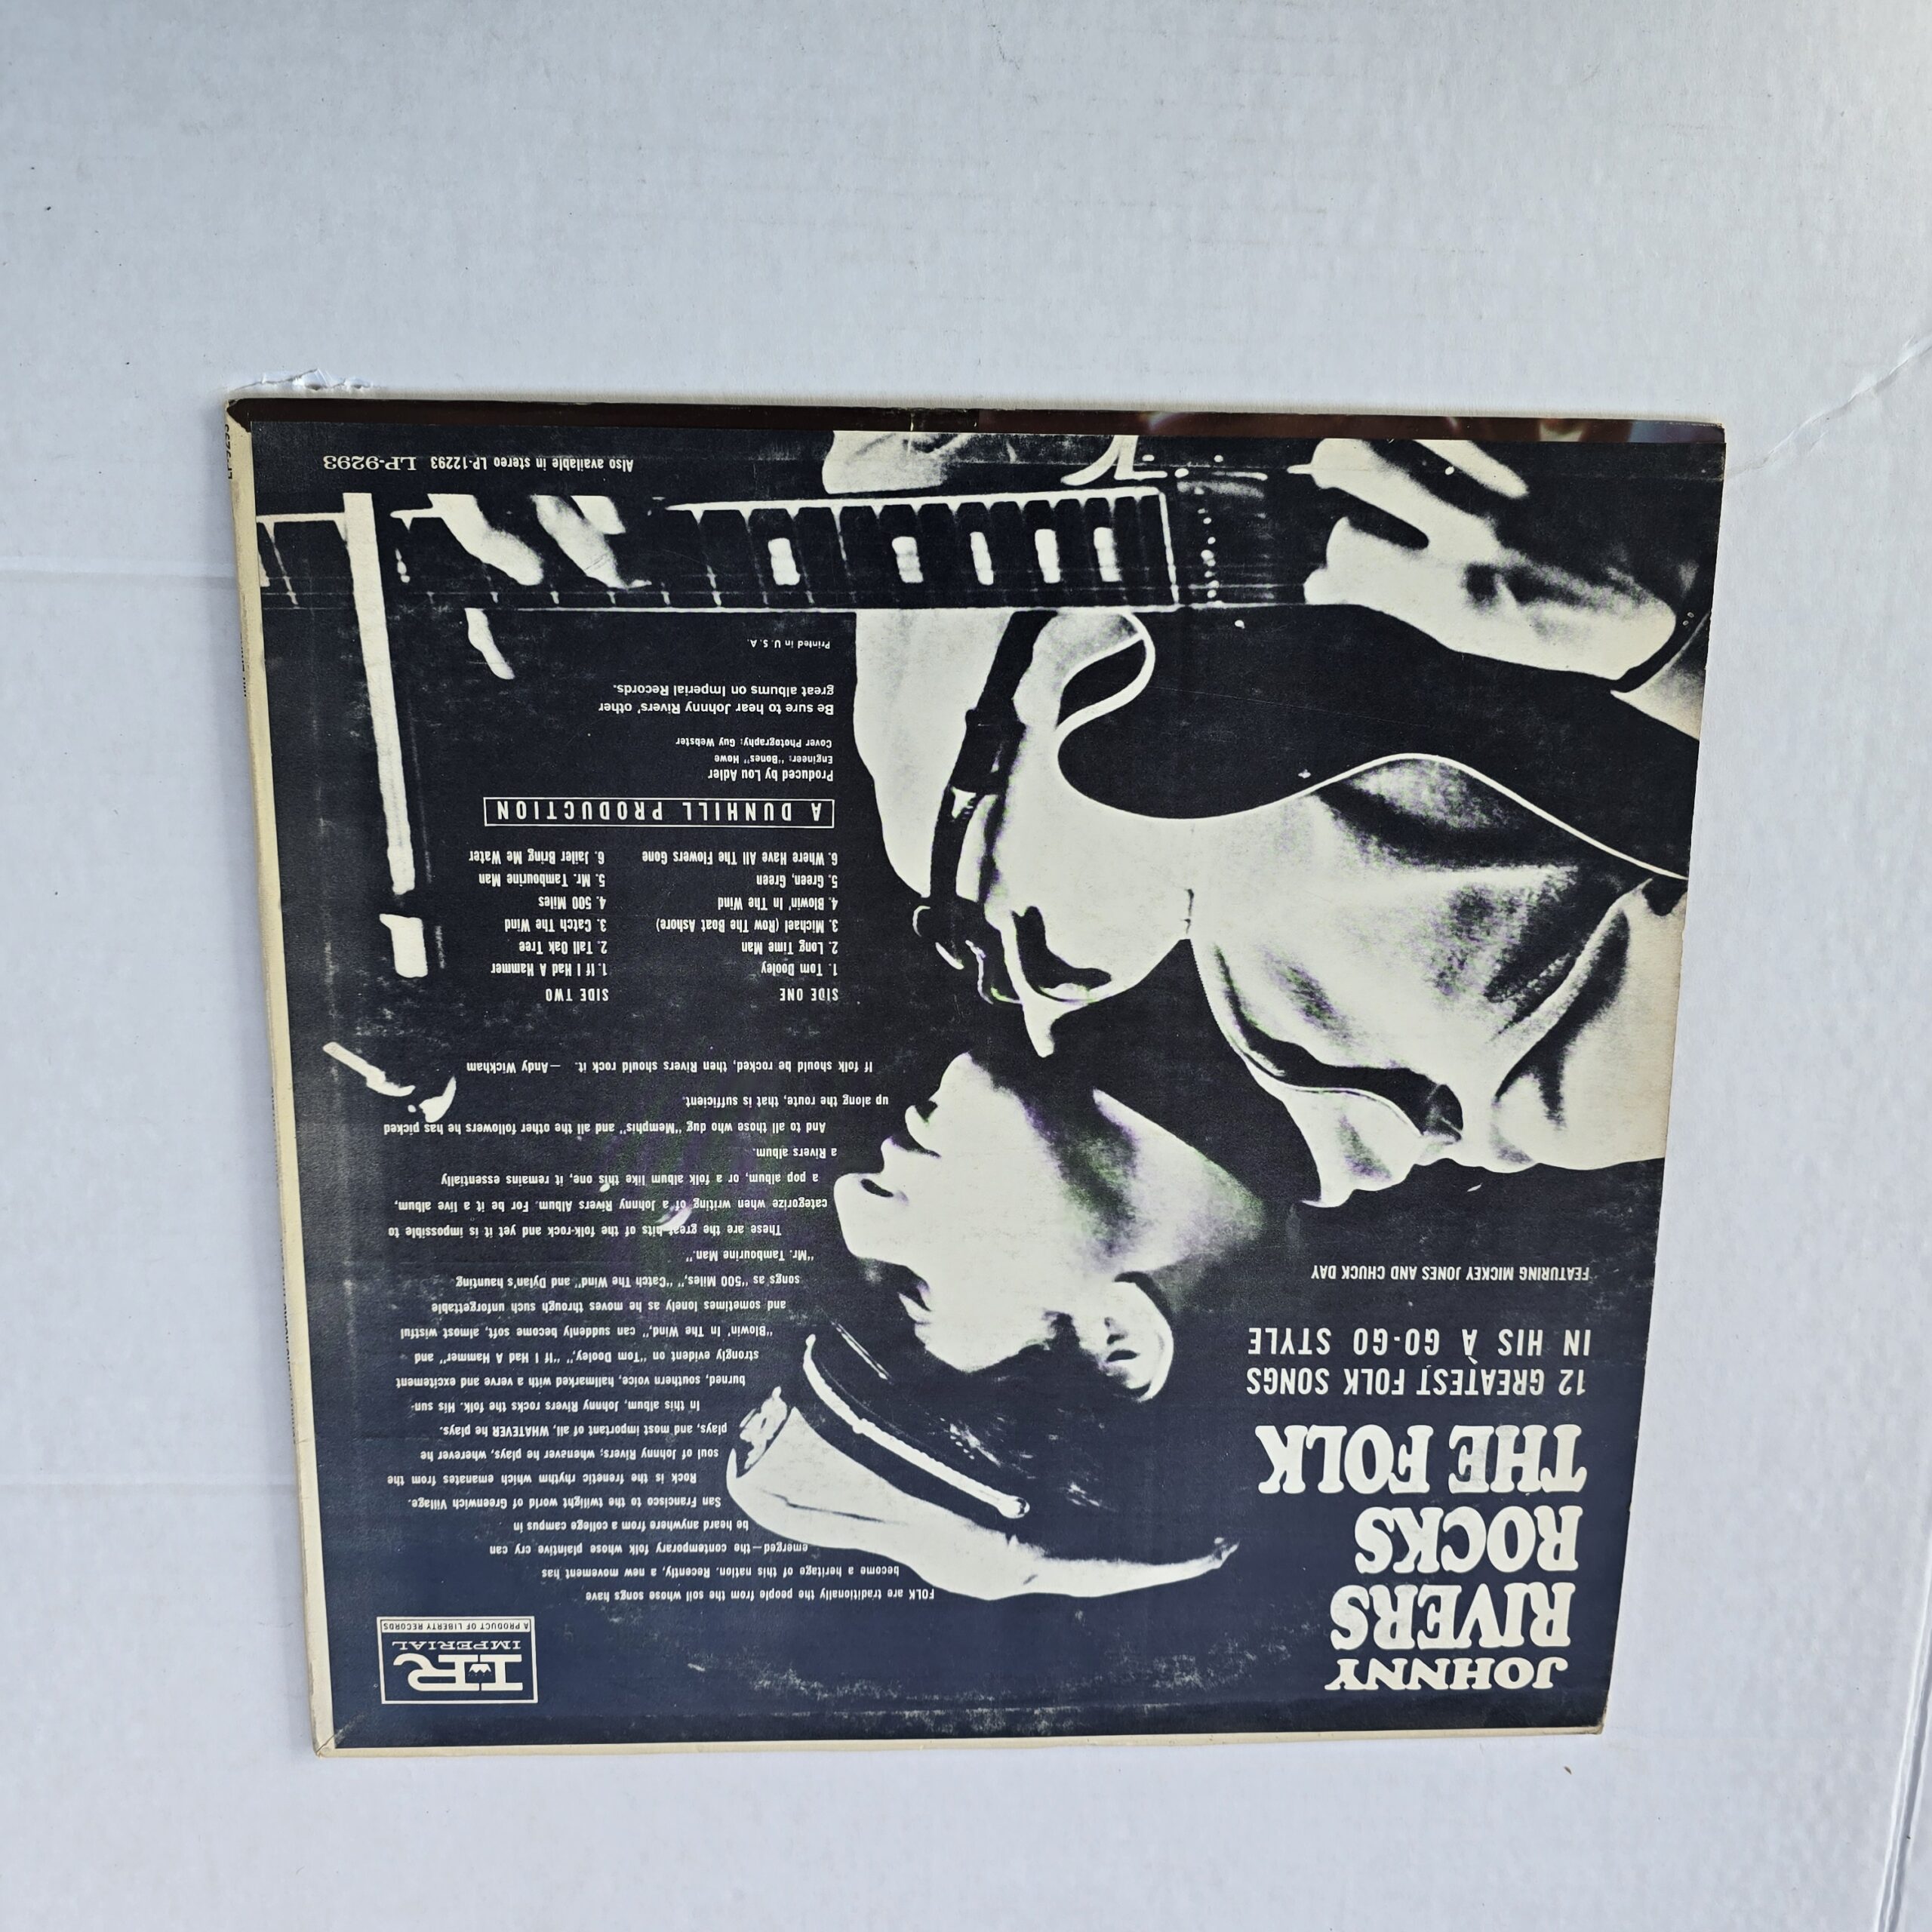 JOHNNY
RIVERS
ROCKS
THE FOLK
12 GREATEST FOLK SONGS
IN HIS À GO-GO STYLE
FEATURING MICKEY JONES AND CHUCK DAY
IR
IMPERIAL
A PRODUCT OF LIBERTY RECORDS
FOLK are traditionally the people from the soil whose songs have
become a heritage of this nation. Recently, a new movement has
emerged—the contemporary folk whose plaintive cry can
be heard anywhere from a college campus in
San Francisco to the twilight world of Greenwich Village.
Rock is the frenetic rhythm which emanates from the
soul of Johnny Rivers; whenever he plays, wherever he
plays, and most important of all, WHATEVER he plays.
In this album, Johnny Rivers rocks the folk. His sun-
burned, southern voice, hallmarked with a verve and excitement
strongly evident on "Tom Dooley," "If I Had A Hammer" and
"Blowin' In The Wind," can suddenly become soft, almost wistful
and sometimes lonely as he moves through such unforgettable
songs as "500 Miles," "Catch The Wind" and Dylan's haunting
"Mr. Tambourine Man."
These are the great hits of the folk-rock and yet it is impossible to
categorize when writing of a Johnny Rivers Album. For be it a live album,
a pop album, or a folk album like this one, it remains essentially
a Rivers album.
And to all those who dug "Memphis" and all the other followers he has picked
up along the route, that is sufficient.
If folk should be rocked, then Rivers should rock it. —Andy Wickham
SIDE ONE
1. Tom Dooley
2. Long Time Man
3. Michael (Row The Boat Ashore)
4. Blowin' In The Wind
5. Green, Green
6. Where Have All The Flowers Gone
SIDE TWO
1. If I Had A Hammer
2. Tall Oak Tree
3. Catch The Wind
4. 500 Miles
5. Mr. Tambourine Man
6. Jailer Bring Me Water
A DUNHILL PRODUCTION
Produced by Lou Adler
Engineer: "Bones" Howe
Cover Photography: Guy Webster
Be sure to hear Johnny Rivers' other
great albums on Imperial Records.
Printed in U. S. A.
Also available in stereo LP-12293 LP-9293